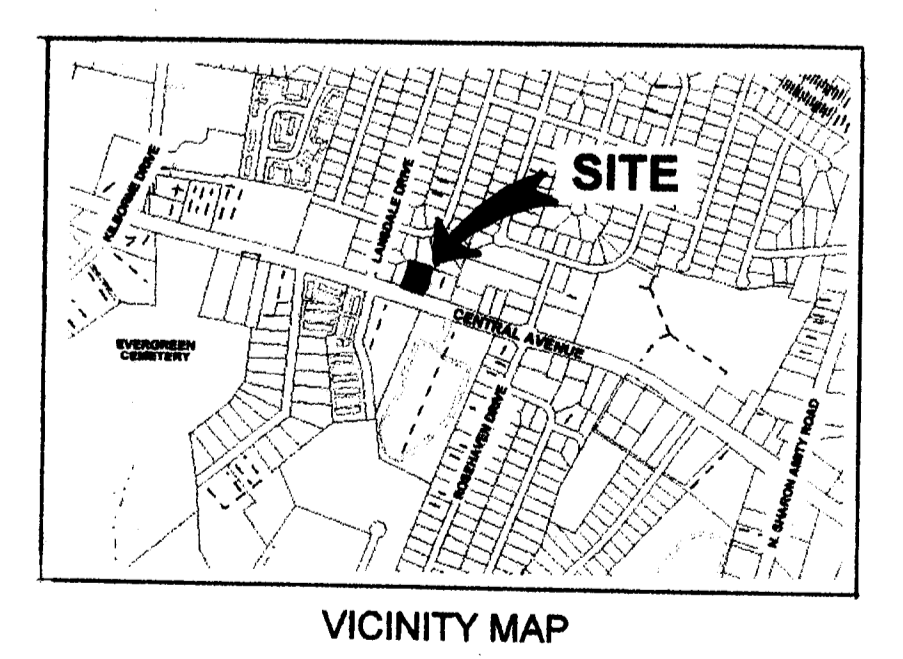 SITE
KILBORNE DRIVE
LANSDALE DRIVE
CENTRAL AVENUE
EVERGREEN
CEMETERY
ROSEHAVEN DRIVE
N. SHARON AMITY ROAD
VICINITY MAP